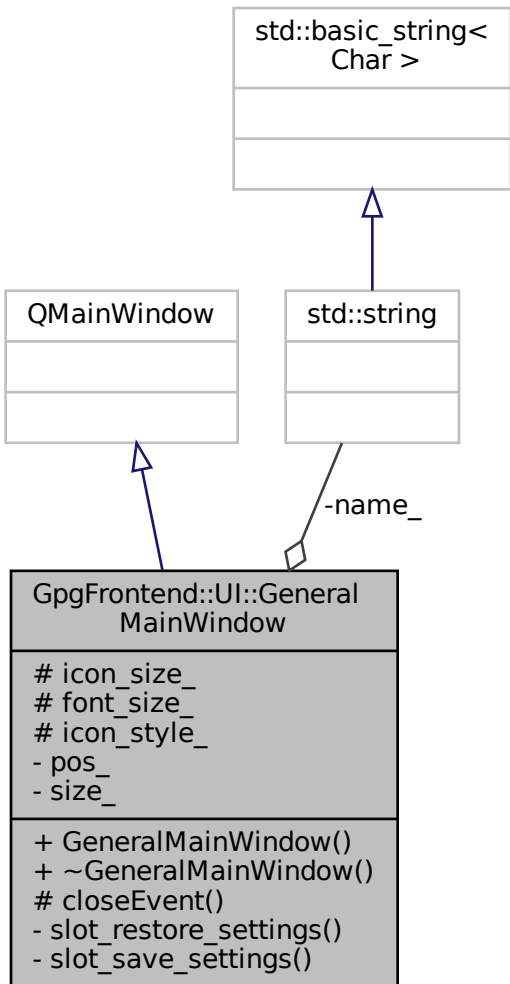 std::basic_string<
Char >
QMainWindow
std::string
-name_
GpgFrontend::UI::General
MainWindow
# icon_size_
# font_size_
# icon_style_
- pos_
- size_
+ GeneralMainWindow()
+ ~GeneralMainWindow()
# closeEvent()
- slot_restore_settings()
- slot_save_settings()